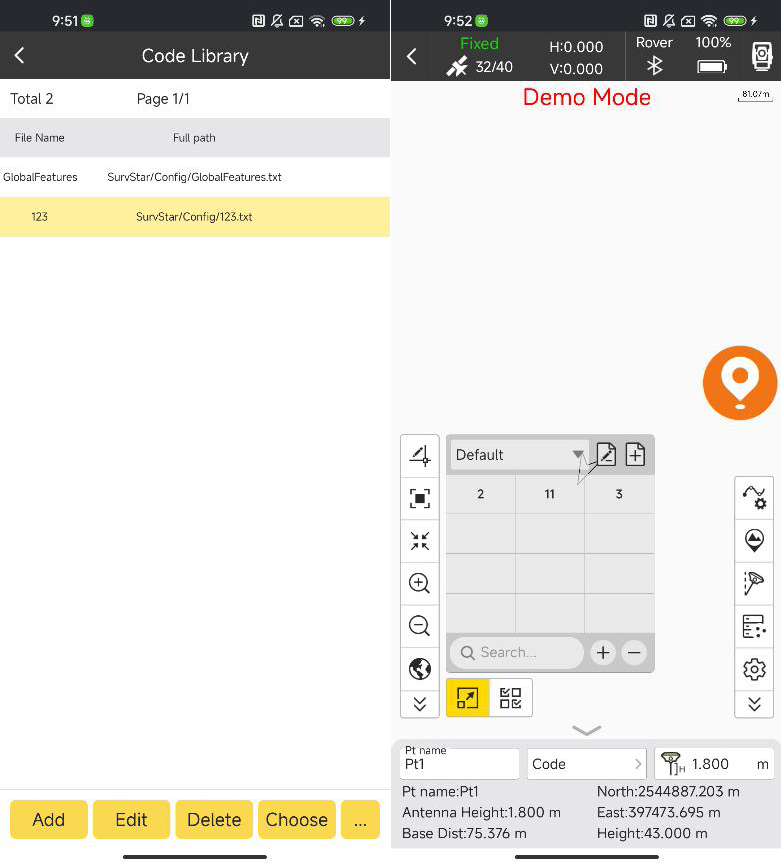 9:51
99
Code Library
Total 2 Page 1/1
File Name Full path
GlobalFeatures SurvStar/Config/GlobalFeatures.txt
123 SurvStar/Config/123.txt
Add Edit Delete Choose ...
9:52
99
Fixed
32/40
H:0.000
V:0.000
Rover
100%
Demo Mode
81.07m
Default
2 11 3
Search...
Pt name
Pt1
Code
H
1.800 m
Pt name:Pt1
North:2544887.203 m
Antenna Height:1.800 m
East:397473.695 m
Base Dist:75.376 m
Height:43.000 m